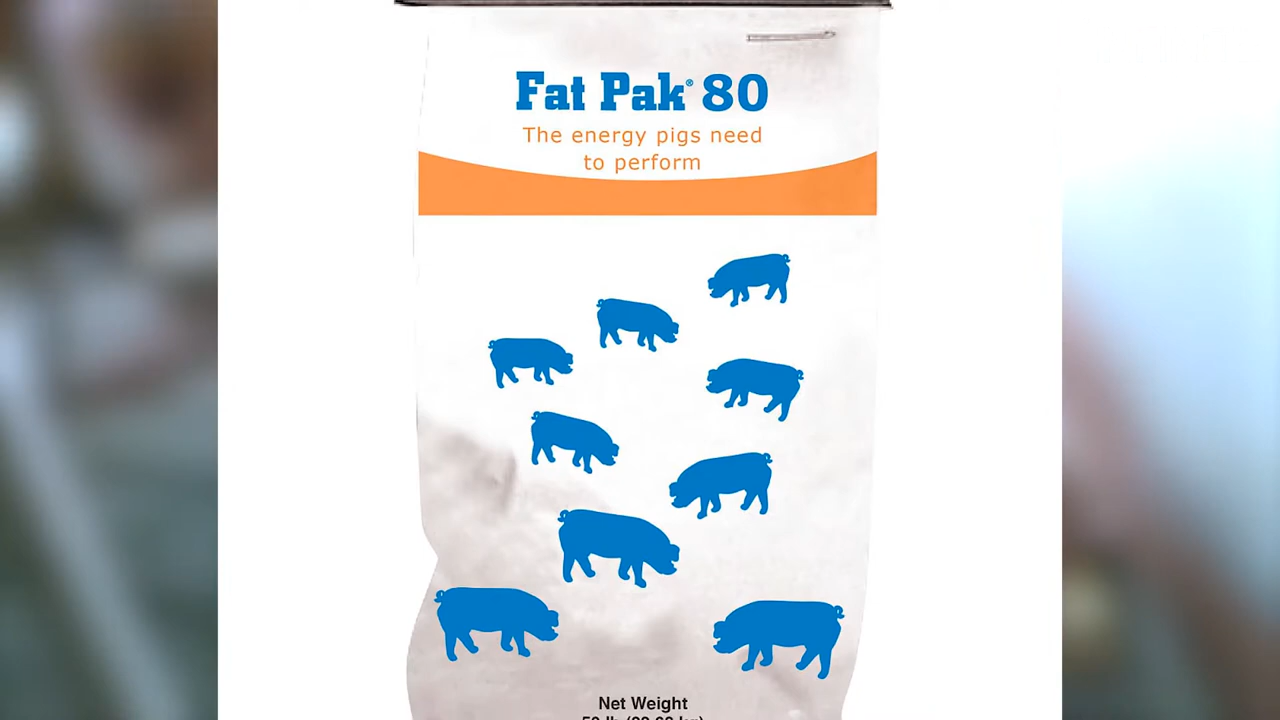 Fat Pak® 80
The energy pigs need
to perform
Net Weight